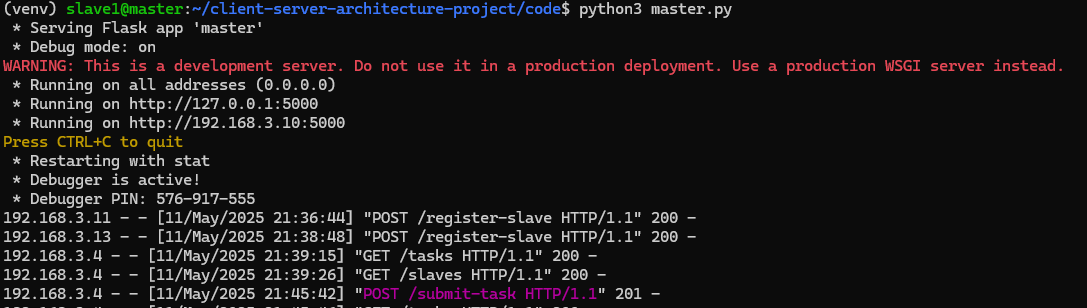 (venv) slave1@master:~/client-server-architecture-project/code$ python3 master.py
 * Serving Flask app 'master'
 * Debug mode: on
WARNING: This is a development server. Do not use it in a production deployment. Use a production WSGI server instead.
 * Running on all addresses (0.0.0.0)
 * Running on http://127.0.0.1:5000
 * Running on http://192.168.3.10:5000
Press CTRL+C to quit
 * Restarting with stat
 * Debugger is active!
 * Debugger PIN: 576-917-555
192.168.3.11 - - [11/May/2025 21:36:44] "POST /register-slave HTTP/1.1" 200 -
192.168.3.13 - - [11/May/2025 21:38:48] "POST /register-slave HTTP/1.1" 200 -
192.168.3.4 - - [11/May/2025 21:39:15] "GET /tasks HTTP/1.1" 200 -
192.168.3.4 - - [11/May/2025 21:39:26] "GET /slaves HTTP/1.1" 200 -
192.168.3.4 - - [11/May/2025 21:45:42] "POST /submit-task HTTP/1.1" 201 -